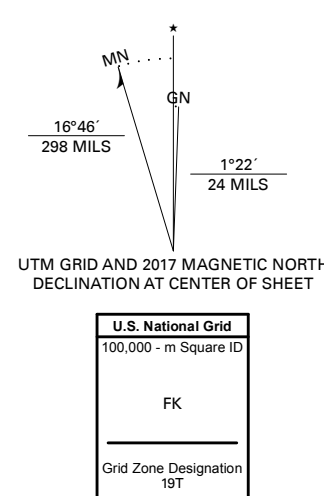 ★
MN
GN
16°46´
298 MILS
1°22´
24 MILS
UTM GRID AND 2017 MAGNETIC NORTH
DECLINATION AT CENTER OF SHEET
U.S. National Grid
100,000 - m Square ID
FK
Grid Zone Designation
19T